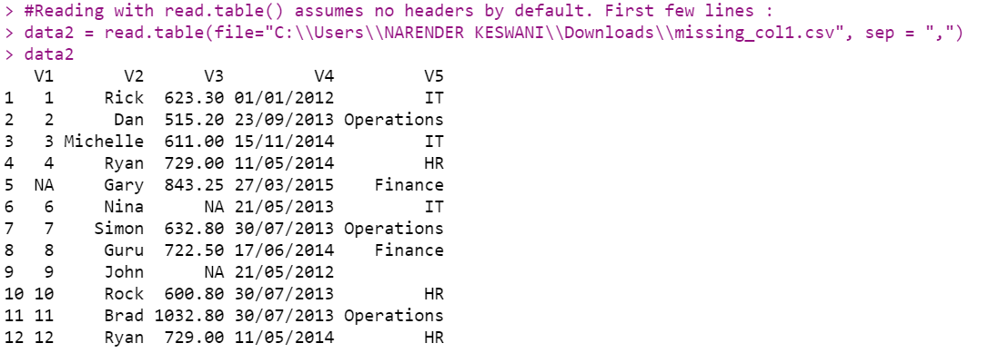 > #Reading with read.table() assumes no headers by default. First few lines :
> data2 = read.table(file="C:\\Users\\NARENDER KESWANI\\Downloads\\missing_col1.csv", sep = ",")
> data2
   V1       V2      V3         V4         V5
1   1     Rick  623.30 01/01/2012         IT
2   2      Dan  515.20 23/09/2013 Operations
3   3 Michelle  611.00 15/11/2014         IT
4   4     Ryan  729.00 11/05/2014         HR
5  NA     Gary  843.25 27/03/2015    Finance
6   6     Nina      NA 21/05/2013         IT
7   7    Simon  632.80 30/07/2013 Operations
8   8     Guru  722.50 17/06/2014    Finance
9   9     John      NA 21/05/2012
10 10     Rock  600.80 30/07/2013         HR
11 11     Brad 1032.80 30/07/2013 Operations
12 12     Ryan  729.00 11/05/2014         HR